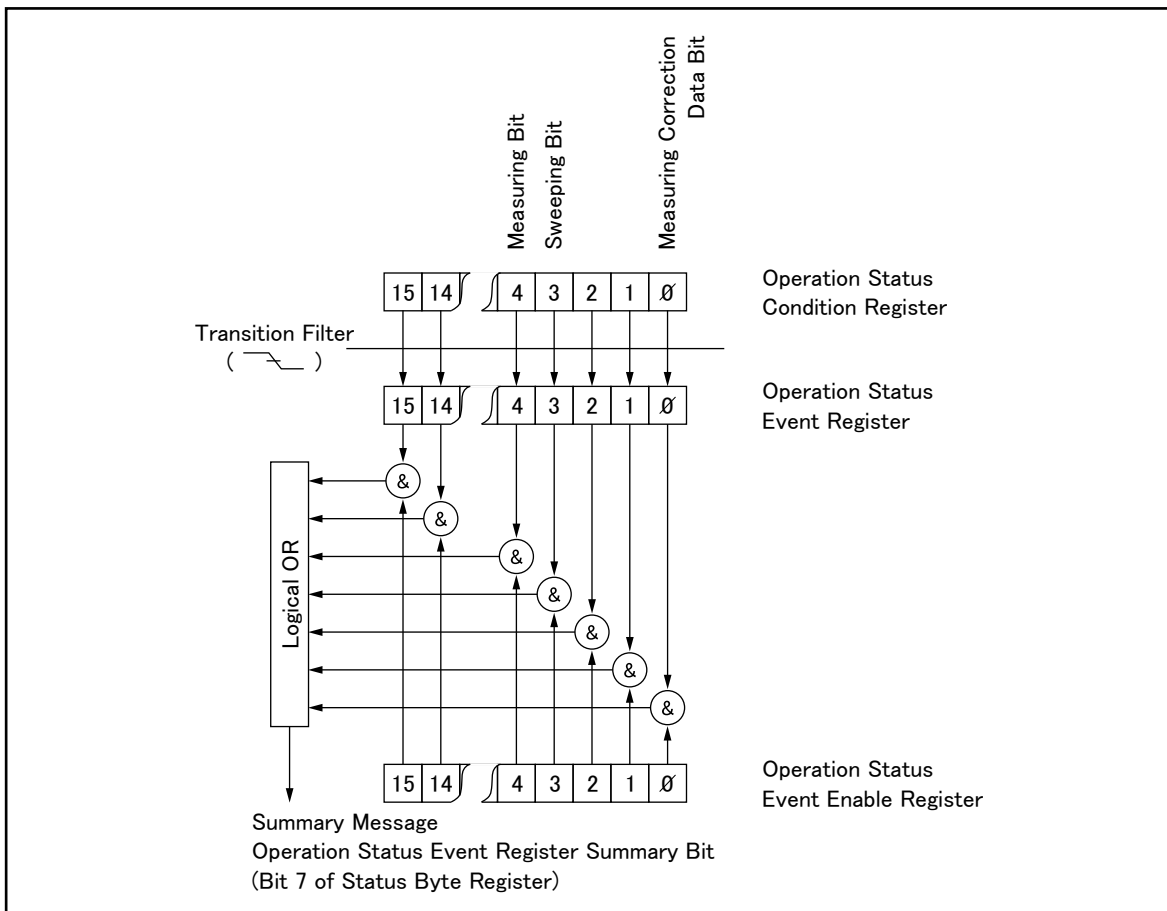 Measuring Bit
Sweeping Bit
Measuring Correction
Data Bit
15 14 4 3 2 1 0̸
Operation Status
Condition Register
Transition Filter
( )
15 14 4 3 2 1 0̸
Operation Status
Event Register
&
&
&
&
&
&
&
Logical OR
15 14 4 3 2 1 0̸
Operation Status
Event Enable Register
Summary Message
Operation Status Event Register Summary Bit
(Bit 7 of Status Byte Register)